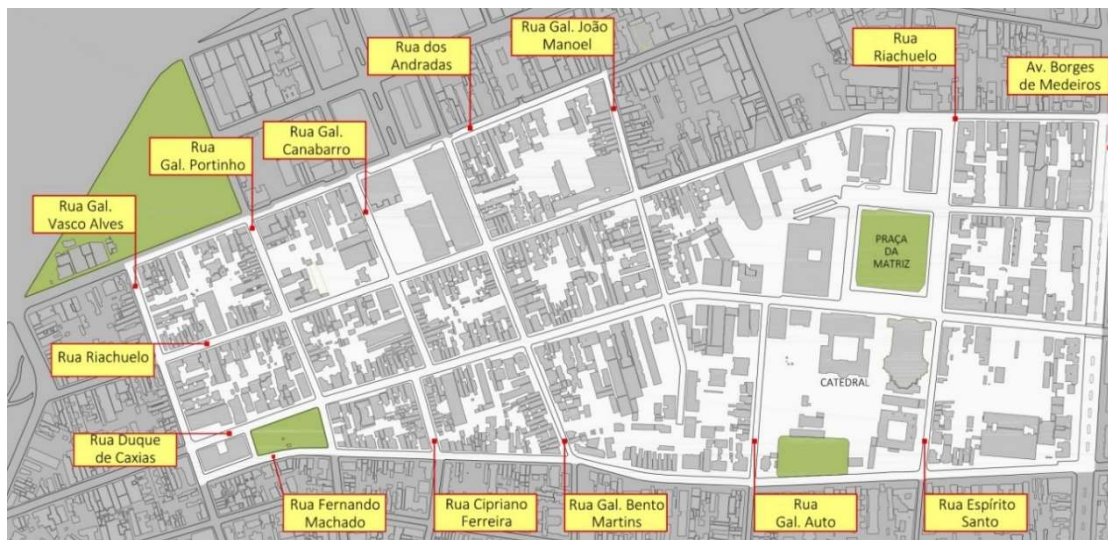 Rua Gal. João
Manoel
Rua dos
Andradas
Rua
Riachuelo
Av. Borges
de Medeiros
Rua Gal.
Canabarro
Rua
Gal. Portinho
Rua Gal.
Vasco Alves
PRAÇA
DA
MATRIZ
Rua Riachuelo
CATEDRAL
Rua Duque
de Caxias
Rua Fernando
Machado
Rua Cipriano
Ferreira
Rua Gal. Bento
Martins
Rua
Gal. Auto
Rua Espírito
Santo